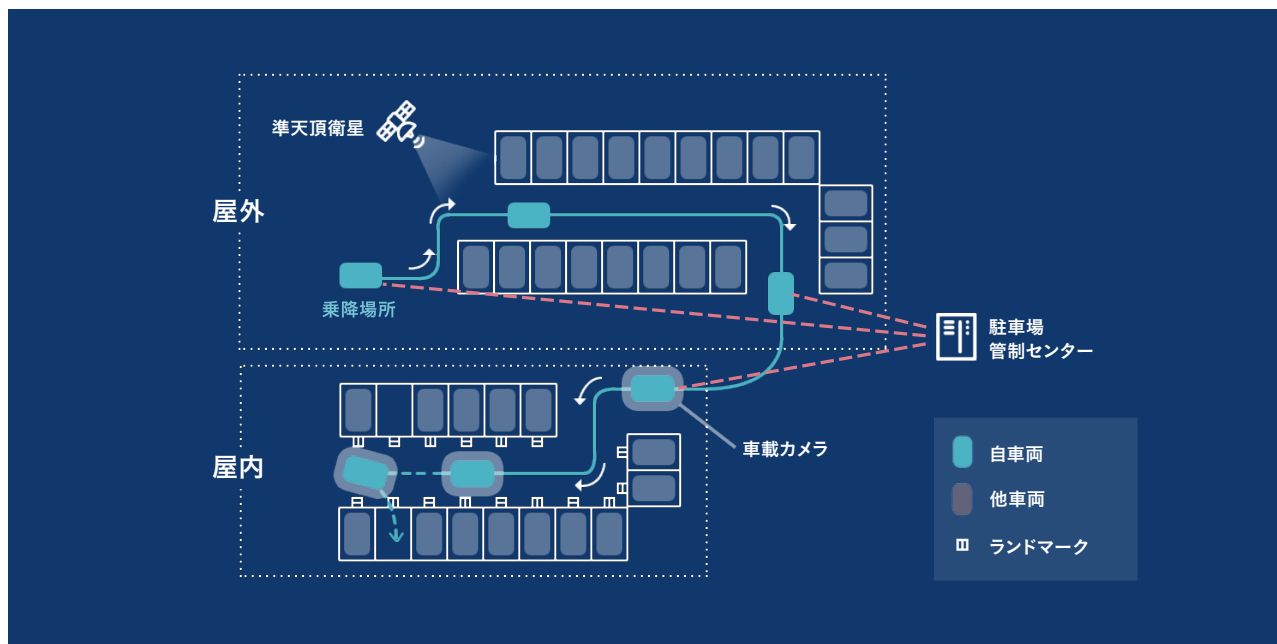 準天頂衛星
屋外
乗降場所
駐車場
管制センター
屋内
車載カメラ
自車両
他車両
ランドマーク